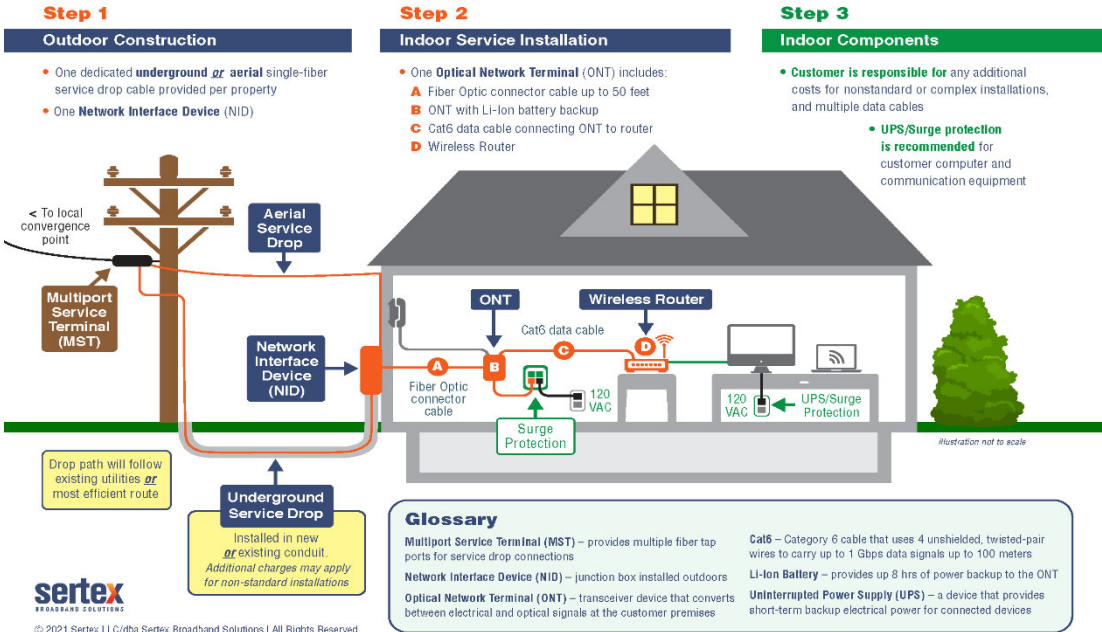 Step 1
Outdoor Construction
• One dedicated underground or aerial single-fiber
service drop cable provided per property
• One Network Interface Device (NID)
Step 2
Indoor Service Installation
• One Optical Network Terminal (ONT) includes:
A Fiber Optic connector cable up to 50 feet
B ONT with Li-Ion battery backup
C Cat6 data cable connecting ONT to router
D Wireless Router
Step 3
Indoor Components
• Customer is responsible for any additional
costs for nonstandard or complex installations,
and multiple data cables
• UPS/Surge protection
is recommended for
customer computer and
communication equipment
< To local
convergence
point
Aerial
Service
Drop
Multiport
Service
Terminal
(MST)
Network
Interface
Device
(NID)
ONT
Wireless Router
Cat6 data cable
A
B
C
D
Fiber Optic
connector
cable
120
VAC
Surge
Protection
120
VAC
UPS/Surge
Protection
Illustration not to scale
Drop path will follow
existing utilities or
most efficient route
Underground
Service Drop
Installed in new
or existing conduit.
Additional charges may apply
for non-standard installations
Glossary
Multiport Service Terminal (MST) – provides multiple fiber tap
ports for service drop connections
Network Interface Device (NID) – junction box installed outdoors
Optical Network Terminal (ONT) – transceiver device that converts
between electrical and optical signals at the customer premises
Cat6 – Category 6 cable that uses 4 unshielded, twisted-pair
wires to carry up to 1 Gbps data signals up to 100 meters
Li-Ion Battery – provides up 8 hrs of power backup to the ONT
Uninterrupted Power Supply (UPS) – a device that provides
short-term backup electrical power for connected devices
sertex
BROADBAND SOLUTIONS
© 2021 Sertex LLC/dba Sertex Broadband Solutions | All Rights Reserved